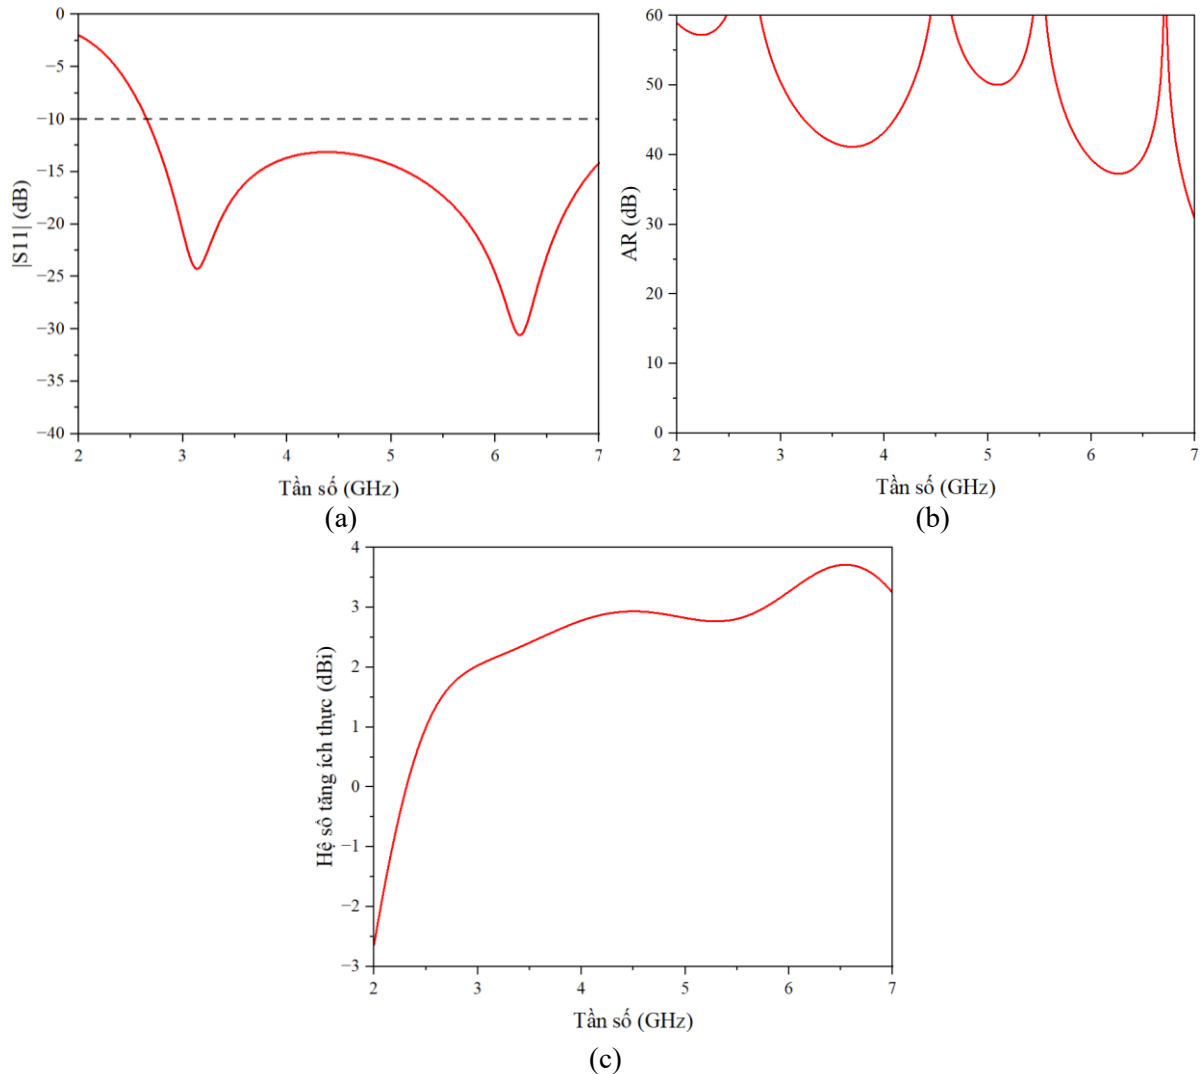 0
−5
−10
−15
−20
−25
−30
−35
−40
|S11| (dB)
2 3 4 5 6 7
Tần số (GHz)
(a)
60
50
40
30
20
10
0
AR (dB)
2 3 4 5 6 7
Tần số (GHz)
(b)
4
3
2
1
0
−1
−2
−3
Hệ số tăng ích thực (dBi)
2 3 4 5 6 7
Tần số (GHz)
(c)